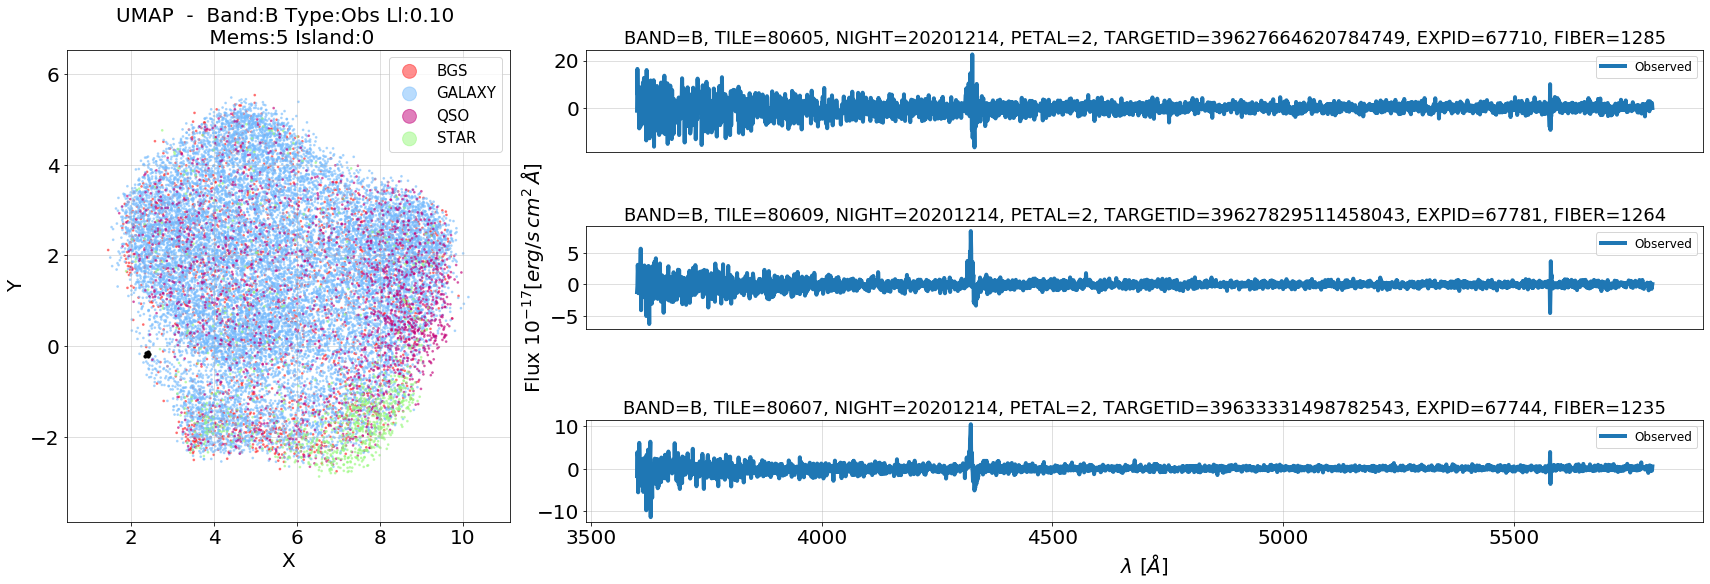 UMAP - Band:B Type:Obs Ll:0.10
Mems:5 Island:0
BGS
GALAXY
QSO
STAR
6
4
2
0
−2
Y
2
4
6
8
10
X
Flux 10^{-17}[erg/s cm^2 Å]
BAND=B, TILE=80605, NIGHT=20201214, PETAL=2, TARGETID=39627664620784749, EXPID=67710, FIBER=1285
Observed
20
0
BAND=B, TILE=80609, NIGHT=20201214, PETAL=2, TARGETID=39627829511458043, EXPID=67781, FIBER=1264
Observed
5
0
−5
BAND=B, TILE=80607, NIGHT=20201214, PETAL=2, TARGETID=39633331498782543, EXPID=67744, FIBER=1235
Observed
10
0
−10
3500
4000
4500
5000
5500
λ [Å]